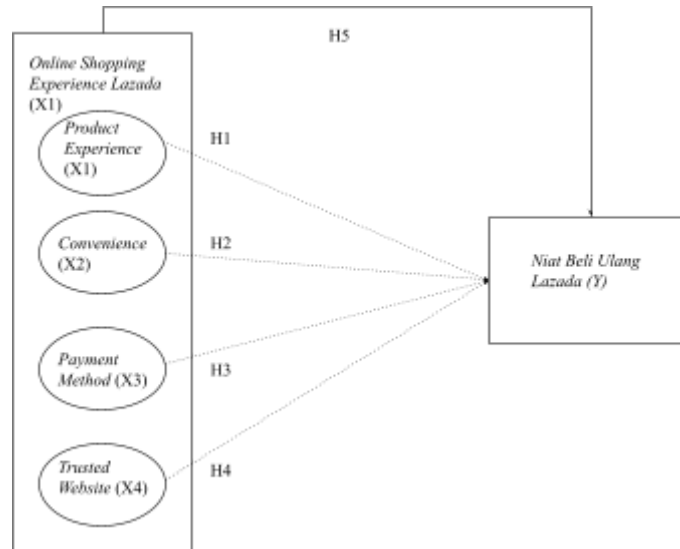 H5
Online Shopping
Experience Lazada
(X1)
Product
Experience
(X1)
H1
Convenience
(X2)
H2
Niat Beli Ulang
Lazada (Y)
Payment
Method (X3)
H3
Trusted
Website (X4)
H4